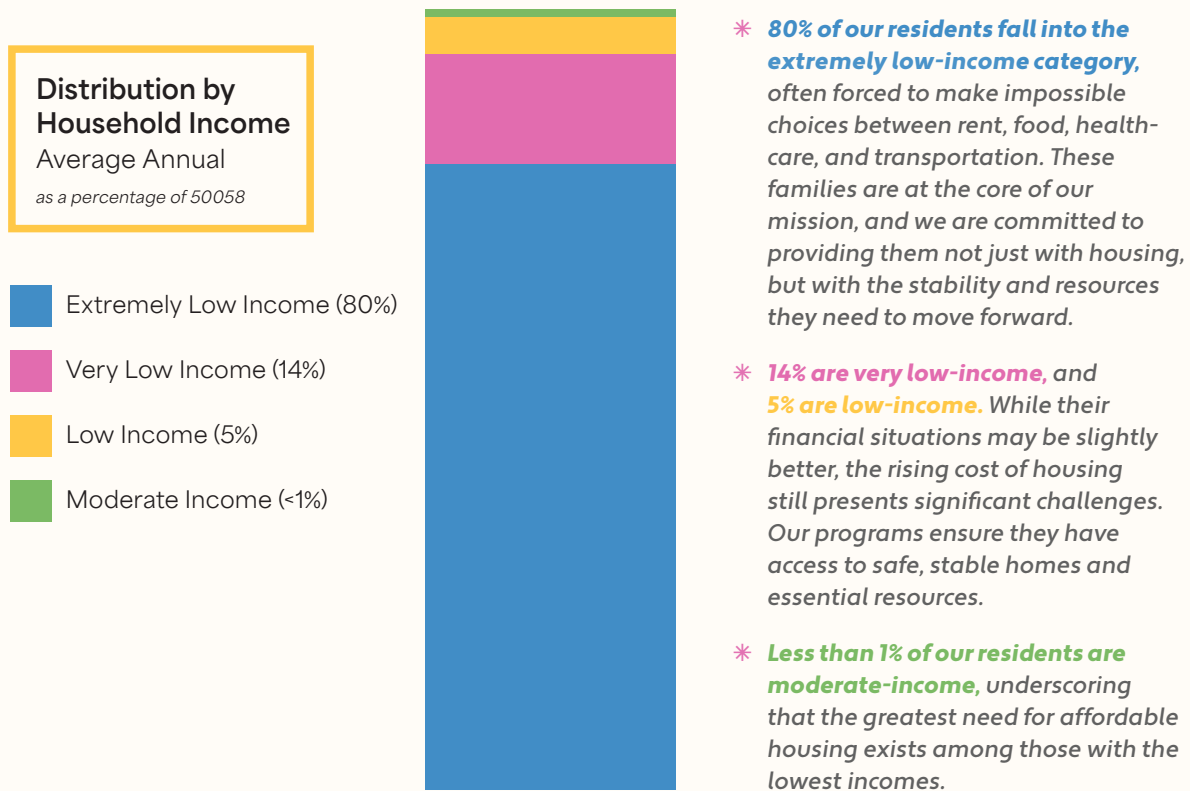 Distribution by
Household Income
Average Annual
as a percentage of 50058
Extremely Low Income (80%)
Very Low Income (14%)
Low Income (5%)
Moderate Income (<1%)
✳ 80% of our residents fall into the
extremely low-income category,
often forced to make impossible
choices between rent, food, health-
care, and transportation. These
families are at the core of our
mission, and we are committed to
providing them not just with housing,
but with the stability and resources
they need to move forward.
✳ 14% are very low-income, and
5% are low-income. While their
financial situations may be slightly
better, the rising cost of housing
still presents significant challenges.
Our programs ensure they have
access to safe, stable homes and
essential resources.
✳ Less than 1% of our residents are
moderate-income, underscoring
that the greatest need for affordable
housing exists among those with the
lowest incomes.